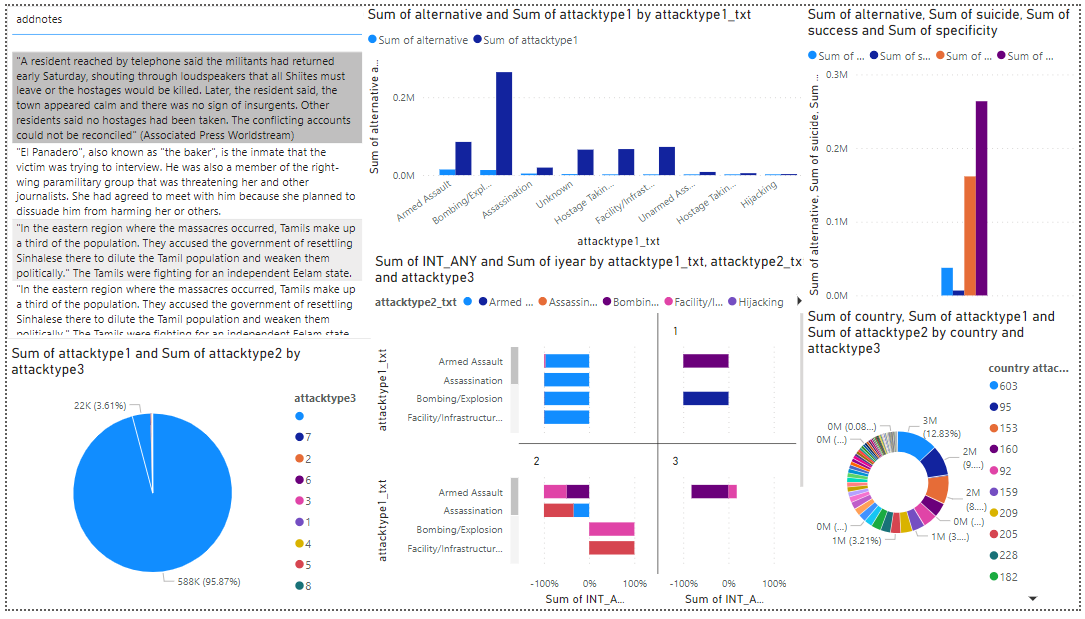 addnotes
"A resident reached by telephone said the militants had returned
early Saturday, shouting through loudspeakers that all Shiites must
leave or the hostages would be killed. Later, the resident said, the
town appeared calm and there was no sign of insurgents. Other
residents said no hostages had been taken. The conflicting accounts
could not be reconciled" (Associated Press Worldstream)
"El Panadero", also known as "the baker", is the inmate that the
victim was trying to interview. He was also a member of the right-
wing paramilitary group that was threatening her and other
journalists. She had agreed to meet with him because she planned to
dissuade him from harming her or others.
"In the eastern region where the massacres occurred, Tamils make up
a third of the population. They accused the government of resettling
Sinhalese there to dilute the Tamil population and weaken them
politically." The Tamils were fighting for an independent Eelam state.
"In the eastern region where the massacres occurred, Tamils make up
a third of the population. They accused the government of resettling
Sinhalese there to dilute the Tamil population and weaken them
politically." The Tamils were fighting for an independent Eelam state
Sum of alternative and Sum of attacktype1 by attacktype1_txt
Sum of alternative Sum of attacktype1
Sum of alternative a...
0.2M
0.0M
Armed Assault
Bombing/Expl...
Assassination
Unknown
Hostage Takin...
Facility/Infrast...
Unarmed Ass...
Hostage Takin...
Hijacking
attacktype1_txt
Sum of alternative, Sum of suicide, Sum of
success and Sum of specificity
Sum of ... Sum of s... Sum of ... Sum of ...
Sum of alternative, Sum of suicide, Sum ...
0.3M
0.2M
0.1M
0.0M
Sum of attacktype1 and Sum of attacktype2 by
attacktype3
22K (3.61%)
588K (95.87%)
attacktype3
7
2
6
3
1
4
5
8
Sum of INT_ANY and Sum of iyear by attacktype1_txt, attacktype2_tx
and attacktype3
attacktype2_txt Armed ... Assassin... Bombin... Facility/I... Hijacking
attacktype1_txt
Armed Assault
Assassination
Bombing/Explosion
Facility/Infrastructur...
1
2
3
attacktype1_txt
Armed Assault
Assassination
Bombing/Explosion
Facility/Infrastructur...
-100% 0% 100%
-100% 0% 100%
Sum of INT_A...
Sum of INT_A...
Sum of country, Sum of attacktype1 and
Sum of attacktype2 by country and
attacktype3
3M
(12.83%)
2M
(9....)
2M
(8....)
0M (...)
1M (3....)
1M (3.21%)
0M (...)
0M (...)
0M (0.08...)
country attac...
603
95
153
160
92
159
209
205
228
182